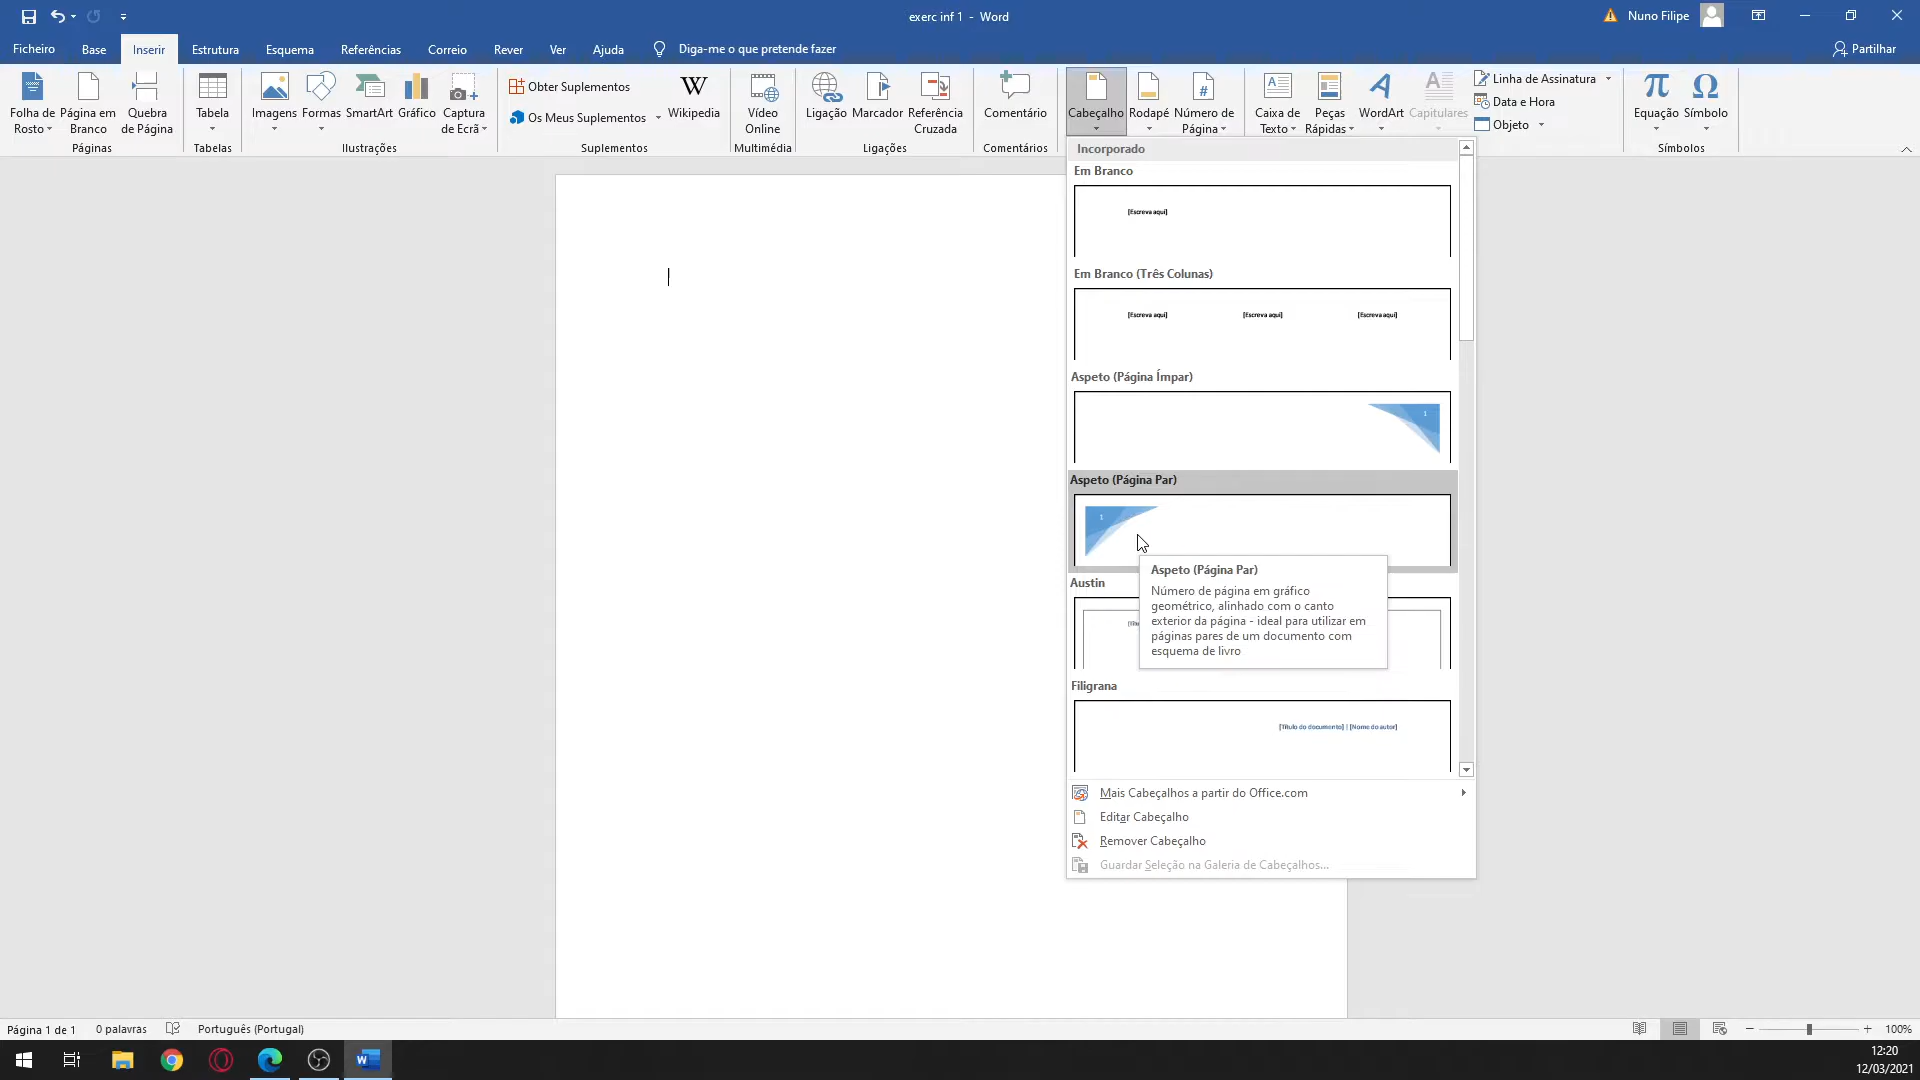 exerc inf 1 - Word
Nuno Filipe
Ficheiro
Base
Inserir
Estrutura
Esquema
Referências
Correio
Rever
Ver
Ajuda
Diga-me o que pretende fazer
Partilhar
Folha de Rosto
Página em Branco
Quebra de Página
Páginas
Tabela
Tabelas
Imagens
Formas
SmartArt
Gráfico
Captura de Ecrã
Ilustrações
Obter Suplementos
Os Meus Suplementos
W
Wikipedia
Suplementos
Vídeo Online
Multimédia
Ligação
Marcador
Referência Cruzada
Ligações
Comentário
Comentários
Cabeçalho
Rodapé
#
Número de Página
A
Caixa de Texto
Peças Rápidas
A
WordArt
A
Capitulares
Linha de Assinatura
Data e Hora
Objeto
π
Equação
Ω
Símbolo
Símbolos
Incorporado
Em Branco
[Escreva aqui]
Em Branco (Três Colunas)
[Escreva aqui] [Escreva aqui] [Escreva aqui]
Aspeto (Página Ímpar)
1
Aspeto (Página Par)
1
Aspeto (Página Par)
Número de página em gráfico
geométrico, alinhado com o canto
exterior da página - ideal para utilizar em
páginas pares de um documento com
esquema de livro
Austin
Filigrana
[Título do documento] | [Nome do autor]
Mais Cabeçalhos a partir do Office.com
Editar Cabeçalho
Remover Cabeçalho
Guardar Seleção na Galeria de Cabeçalhos...
Página 1 de 1
0 palavras
Português (Portugal)
100%
W
12:20
12/03/2021